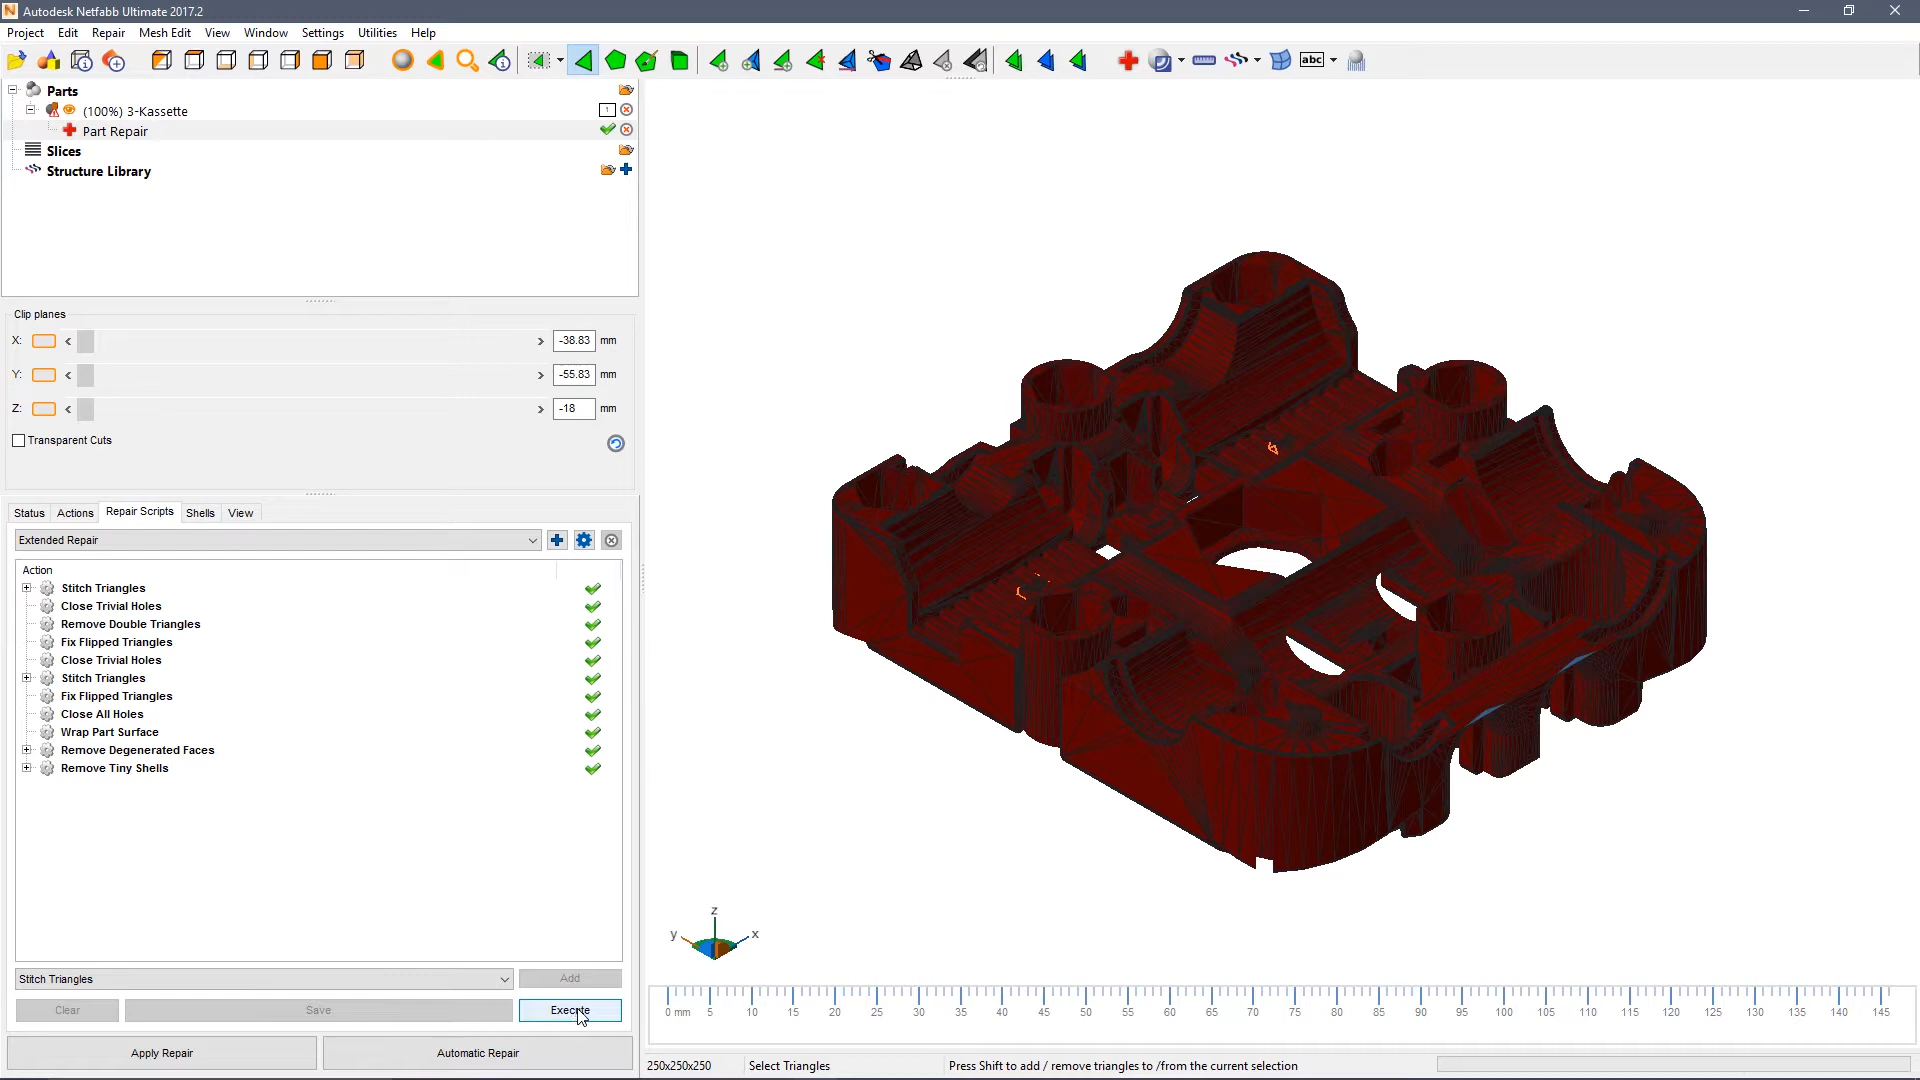 Autodesk Netfabb Ultimate 2017.2
Project Edit Repair Mesh Edit View Window Settings Utilities Help
abc
Parts
(100%) 3-Kassette
Part Repair
Slices
Structure Library
Clip planes
X: -38.83 mm
Y: -55.83 mm
Z: -18 mm
Transparent Cuts
Status Actions Repair Scripts Shells View
Extended Repair
Action
Stitch Triangles
Close Trivial Holes
Remove Double Triangles
Fix Flipped Triangles
Close Trivial Holes
Stitch Triangles
Fix Flipped Triangles
Close All Holes
Wrap Part Surface
Remove Degenerated Faces
Remove Tiny Shells
Stitch Triangles Add
Clear Save Execute
Apply Repair Automatic Repair
z
y x
0 mm 5 10 15 20 25 30 35 40 45 50 55 60 65 70 75 80 85 90 95 100 105 110 115 120 125 130 135 140 145
250x250x250 Select Triangles Press Shift to add / remove triangles to /from the current selection